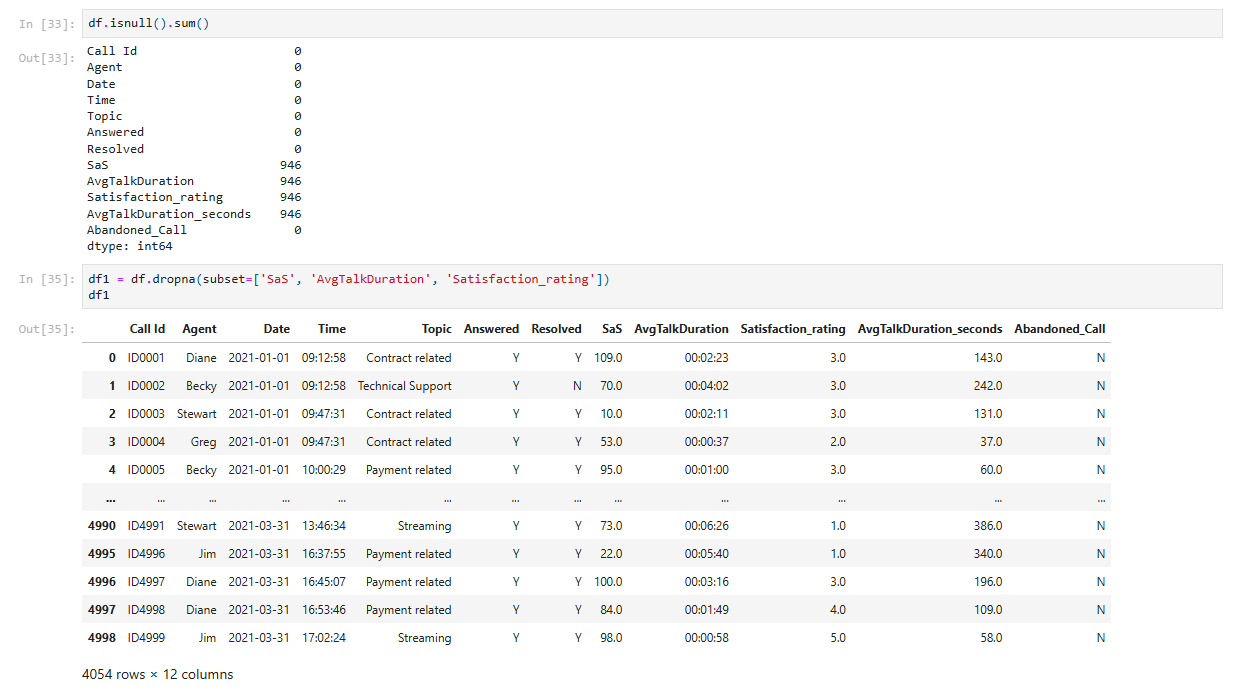 In [33]: df.isnull().sum()
Out[33]: Call Id 0
Agent 0
Date 0
Time 0
Topic 0
Answered 0
Resolved 0
SaS 946
AvgTalkDuration 946
Satisfaction_rating 946
AvgTalkDuration_seconds 946
Abandoned_Call 0
dtype: int64
In [35]: df1 = df.dropna(subset=['SaS', 'AvgTalkDuration', 'Satisfaction_rating'])
df1
Out[35]: Call Id Agent Date Time Topic Answered Resolved SaS AvgTalkDuration Satisfaction_rating AvgTalkDuration_seconds Abandoned_Call
0 ID0001 Diane 2021-01-01 09:12:58 Contract related Y Y 109.0 00:02:23 3.0 143.0 N
1 ID0002 Becky 2021-01-01 09:12:58 Technical Support Y N 70.0 00:04:02 3.0 242.0 N
2 ID0003 Stewart 2021-01-01 09:47:31 Contract related Y Y 10.0 00:02:11 3.0 131.0 N
3 ID0004 Greg 2021-01-01 09:47:31 Contract related Y Y 53.0 00:00:37 2.0 37.0 N
4 ID0005 Becky 2021-01-01 10:00:29 Payment related Y Y 95.0 00:01:00 3.0 60.0 N
... ... ... ... ... ... ... ... ... ... ... ... ...
4990 ID4991 Stewart 2021-03-31 13:46:34 Streaming Y Y 73.0 00:06:26 1.0 386.0 N
4995 ID4996 Jim 2021-03-31 16:37:55 Payment related Y Y 22.0 00:05:40 1.0 340.0 N
4996 ID4997 Diane 2021-03-31 16:45:07 Payment related Y Y 100.0 00:03:16 3.0 196.0 N
4997 ID4998 Diane 2021-03-31 16:53:46 Payment related Y Y 84.0 00:01:49 4.0 109.0 N
4998 ID4999 Jim 2021-03-31 17:02:24 Streaming Y Y 98.0 00:00:58 5.0 58.0 N
4054 rows × 12 columns